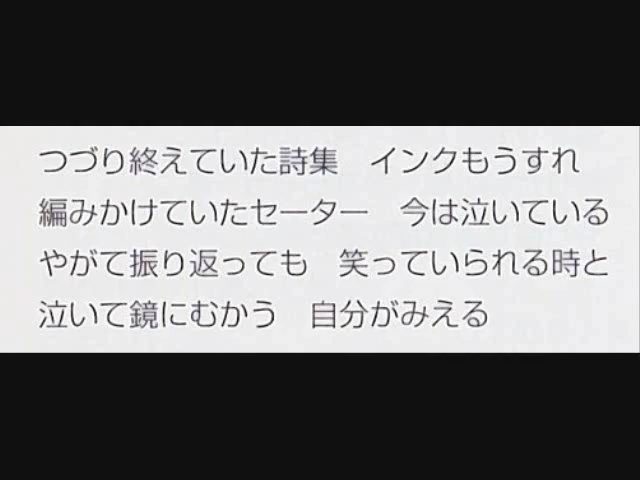 つづり終えていた詩集　インクもうすれ
編みかけていたセーター　今は泣いている
やがて振り返っても　笑っていられる時と
泣いて鏡にむかう　自分がみえる